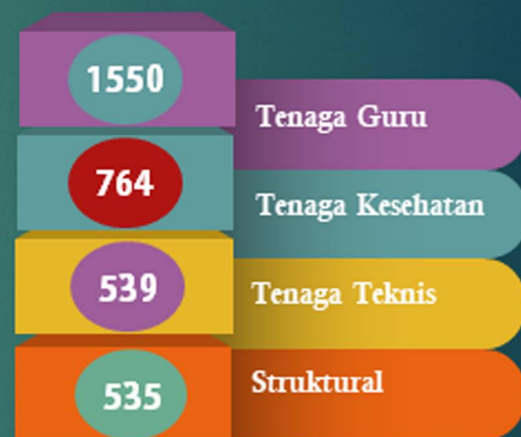 1550
Tenaga Guru
764
Tenaga Kesehatan
539
Tenaga Teknis
535
Struktural